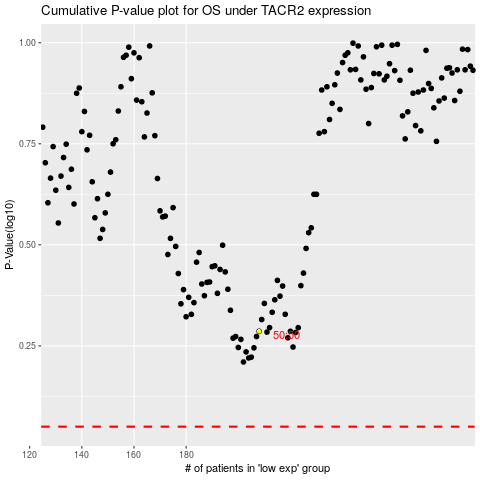 Cumulative P-value plot for OS under TACR2 expression
P-Value(log10)
1.00
0.75
0.50
0.25
50:50
120 140 160 180
# of patients in 'low exp' group